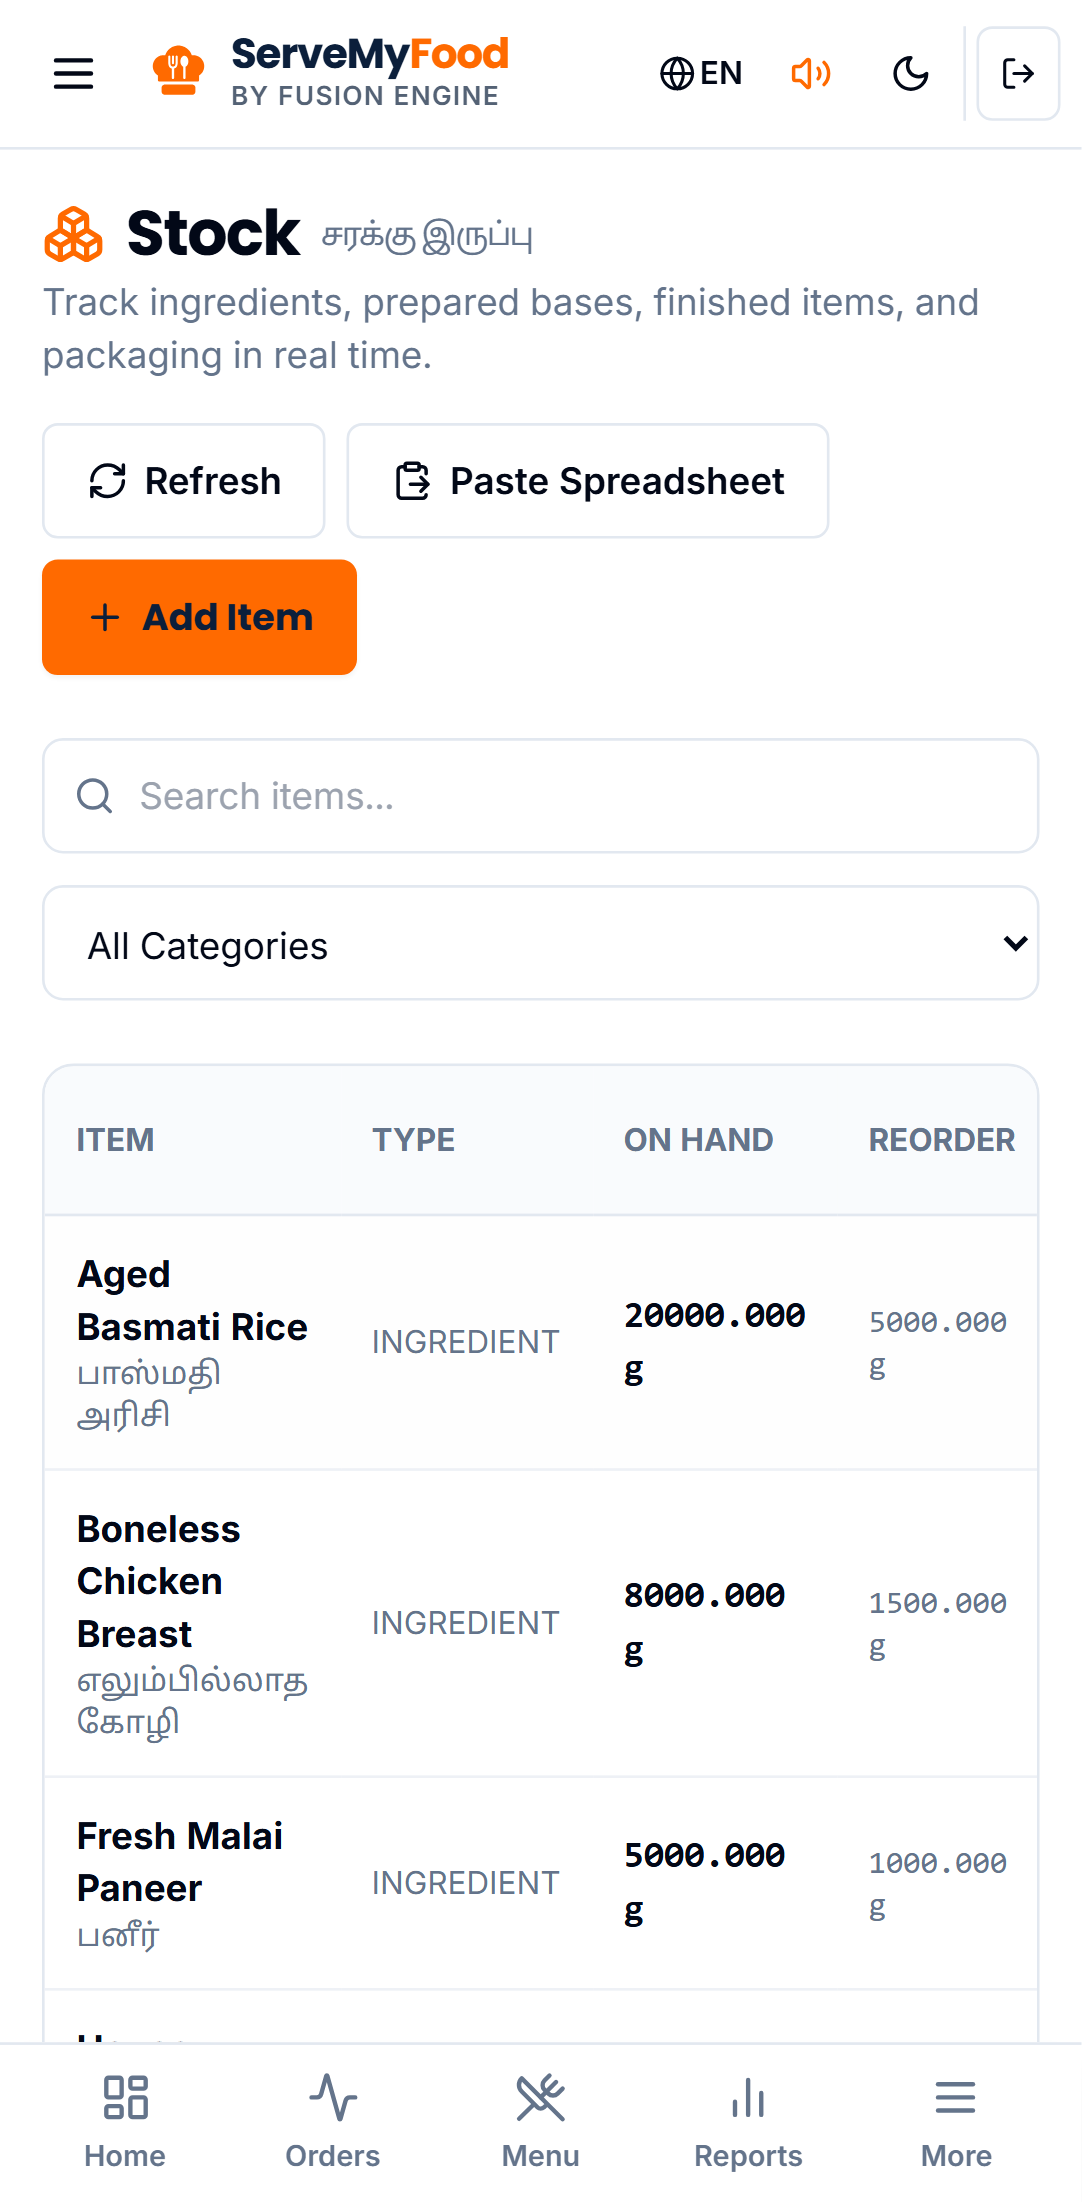 ServeMyFood
BY FUSION ENGINE
EN
Stock சரக்கு இருப்பு
Track ingredients, prepared bases, finished items, and
packaging in real time.
Refresh
Paste Spreadsheet
Add Item
Search items...
All Categories
ITEM TYPE ON HAND REORDER
Aged
Basmati Rice
பாஸ்மதி
அரிசி
INGREDIENT
20000.000
g
5000.000
g
Boneless
Chicken
Breast
எலும்பில்லாத
கோழி
INGREDIENT
8000.000
g
1500.000
g
Fresh Malai
Paneer
பனீர்
INGREDIENT
5000.000
g
1000.000
g
Home Orders Menu Reports More